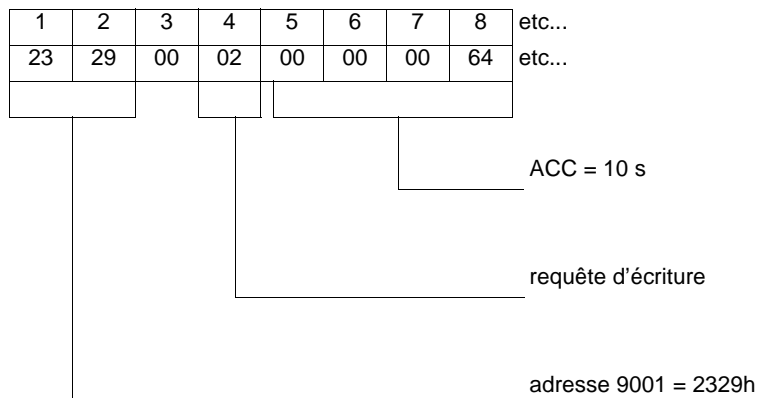 1 2 3 4 5 6 7 8 etc...
23 29 00 02 00 00 00 64 etc...
ACC = 10 s
requête d'écriture
adresse 9001 = 2329h